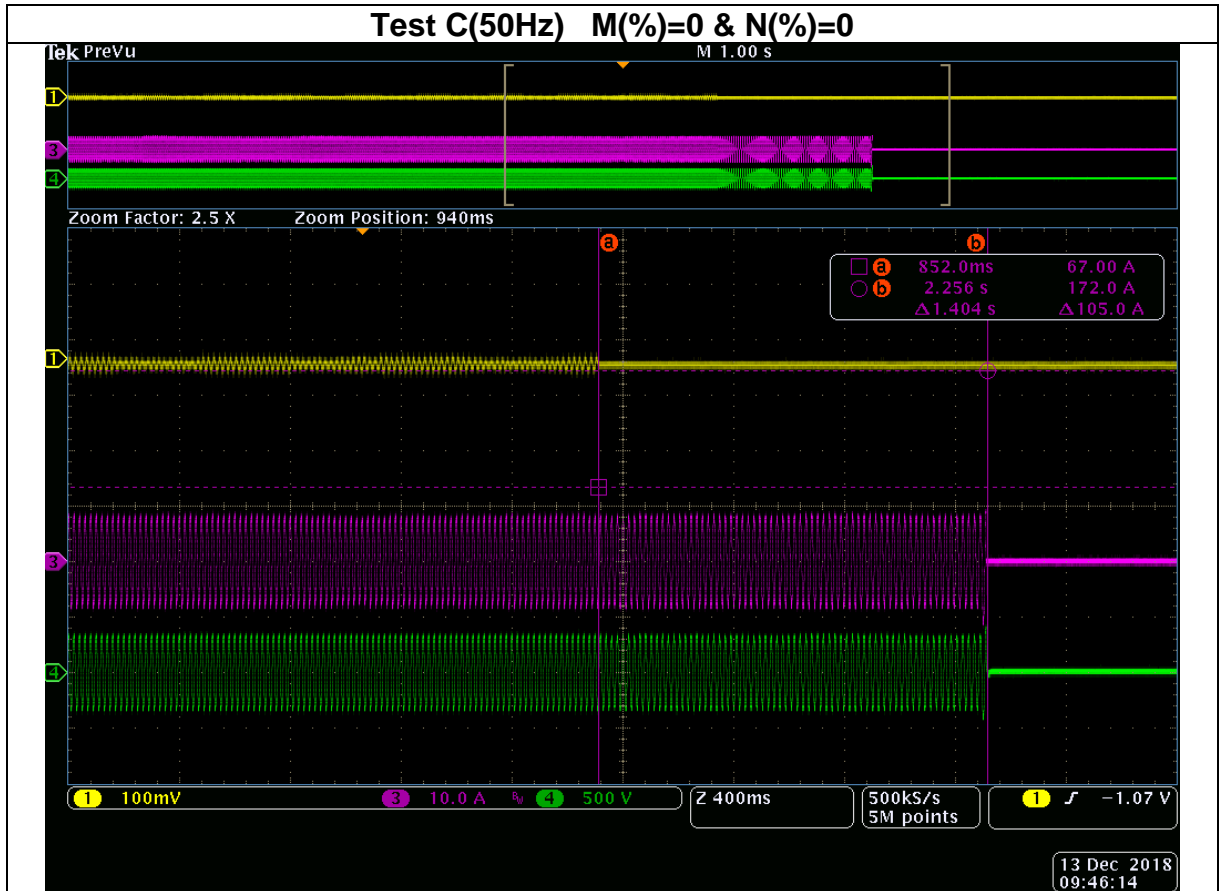 Test C(50Hz) M(%)=0 & N(%)=0
Tek PreVu M 1.00 s
1
3
4
Zoom Factor: 2.5 X Zoom Position: 940ms
a b
a 852.0ms 67.00 A
b 2.256 s 172.0 A
Δ1.404 s Δ105.0 A
1
3
4
1 100mV 3 10.0 A BW 4 500 V Z 400ms 500kS/s 1 −1.07 V
5M points
13 Dec 2018
09:46:14